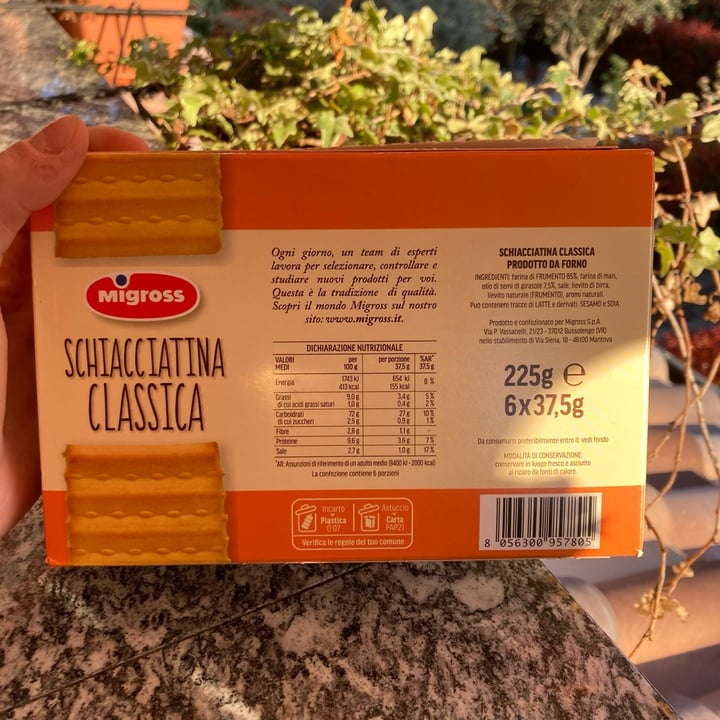 Migross
SCHIACCIATINA
CLASSICA
Ogni giorno, un team di esperti
lavora per selezionare, controllare e
studiare nuovi prodotti per voi.
Questa è la tradizione di qualità.
Scopri il mondo Migross sul nostro
sito: www.migross.it.
DICHIARAZIONE NUTRIZIONALE
VALORI MEDI per 100 g per porzione 37,5 g %AR* 37,5g
Energia 1743 kJ 413 kcal 654 kJ 155 kcal 8 %
Grassi 9,0 g 3,4 g 5%
di cui acidi grassi saturi 1,0 g 0,4 g 2%
Carboidrati 72 g 27 g 10%
di cui zuccheri 2,5 g 0,9 g 1%
Fibre 2,8 g 1,1 g -
Proteine 9,6 g 3,6 g 7%
Sale 2,7 g 1,0 g 17%
*AR: Assunzioni di riferimento di un adulto medio (8400 kJ - 2000 kcal)
La confezione contiene 6 porzioni
Incarto
Plastica
O 07
Astuccio
Carta
PAP21
Verifica le regole del tuo comune
SCHIACCIATINA CLASSICA
PRODOTTO DA FORNO
INGREDIENTI: farina di FRUMENTO 85%, farina di mais,
olio di semi di girasole 7,5%, sale, lievito di birra,
lievito naturale (FRUMENTO), aromi naturali.
Può contenere tracce di LATTE e derivati, SESAMO e SOIA.
Prodotto e confezionato per Migross S.p.A.
Via P. Vassanelli, 21/23 - 37012 Bussolengo (VR)
nello stabilimento di Via Siena, 18 - 46100 Mantova
225g e
6x37,5g
Da consumarsi preferibilmente entro il: vedi fondo
MODALITÀ DI CONSERVAZIONE:
conservare in luogo fresco e asciutto
al riparo da fonti di calore.
8 056300 957805